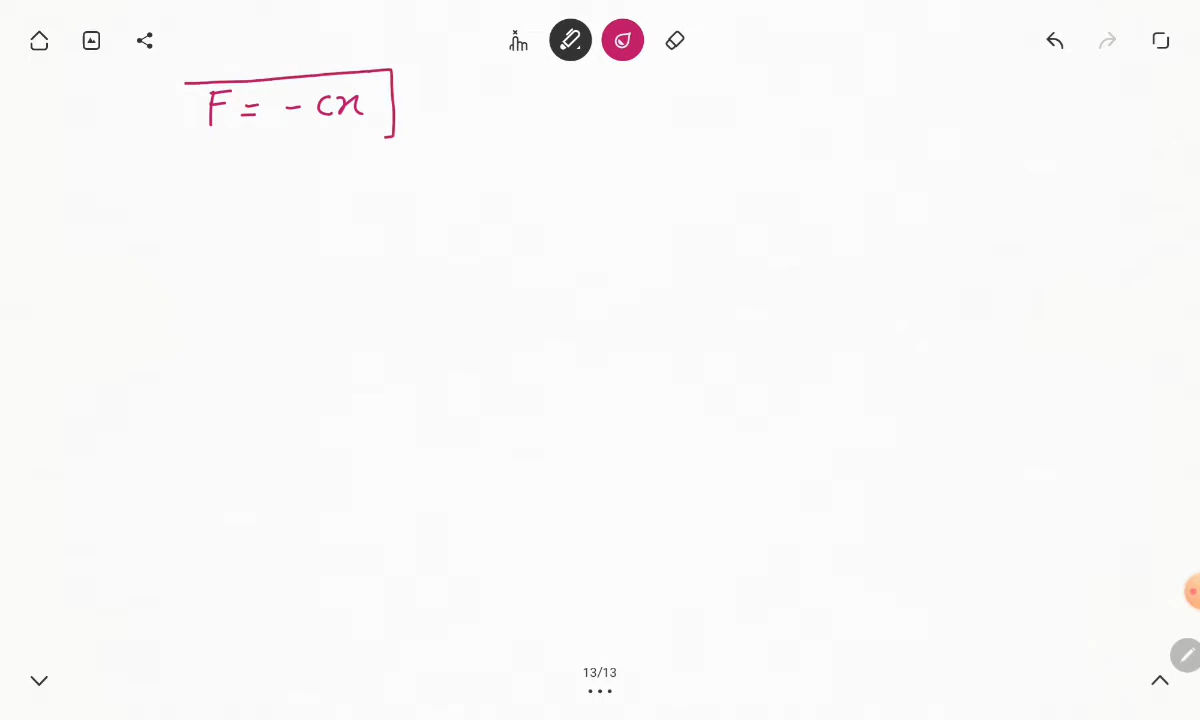 F = - cx
13/13